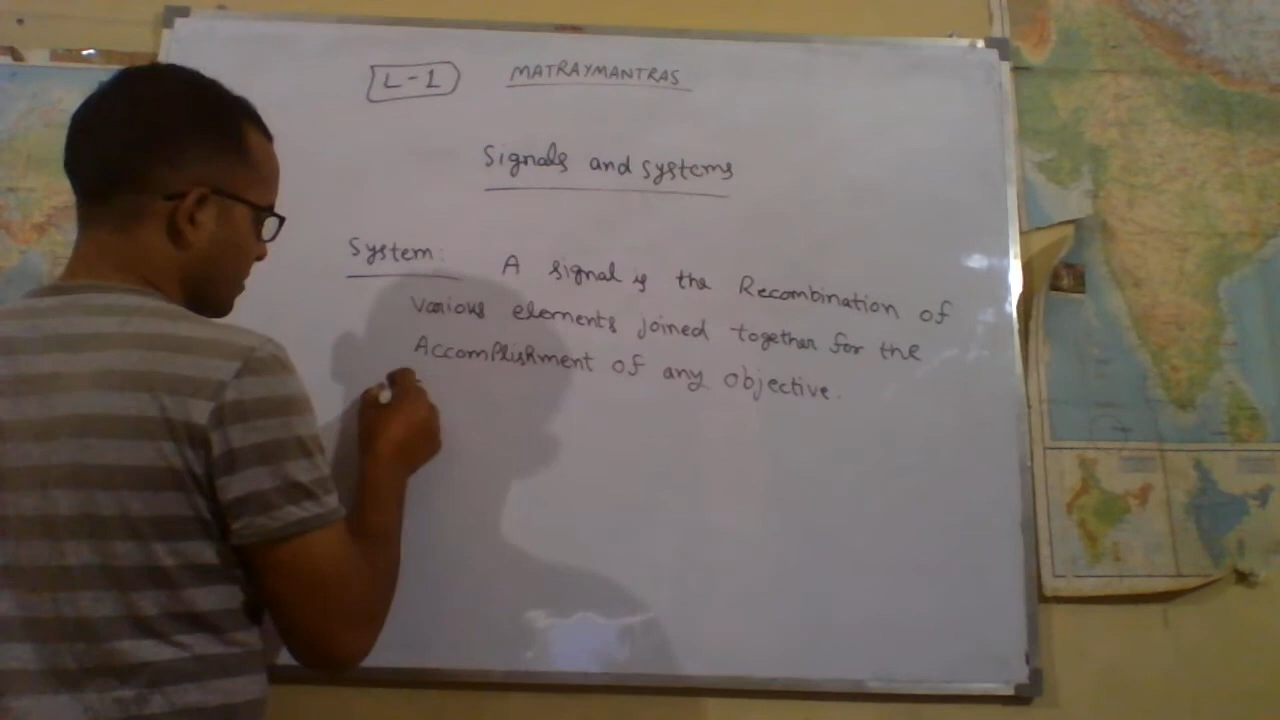 L-1 MATRAYMANTRAS
Signals and systems
System: A signal is the Recombination of
various elements joined together for the
Accomplishment of any objective.